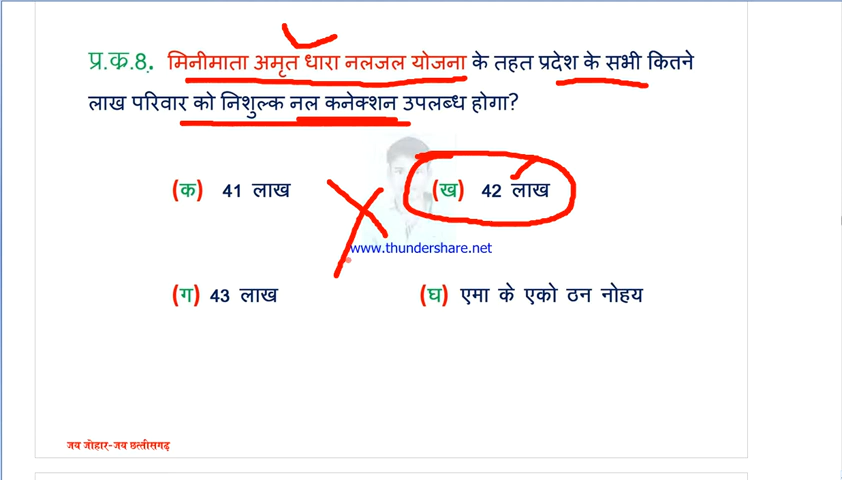 प्र.क्र.8. मिनीमाता अमृत धारा नलजल योजना के तहत प्रदेश के सभी कितने
लाख परिवार को निशुल्क नल कनेक्शन उपलब्ध होगा?
(क) 41 लाख (ख) 42 लाख
www.thundershare.net
(ग) 43 लाख (घ) एमा के एको ठन नोहय
जय जोहार-जय छत्तीसगढ़